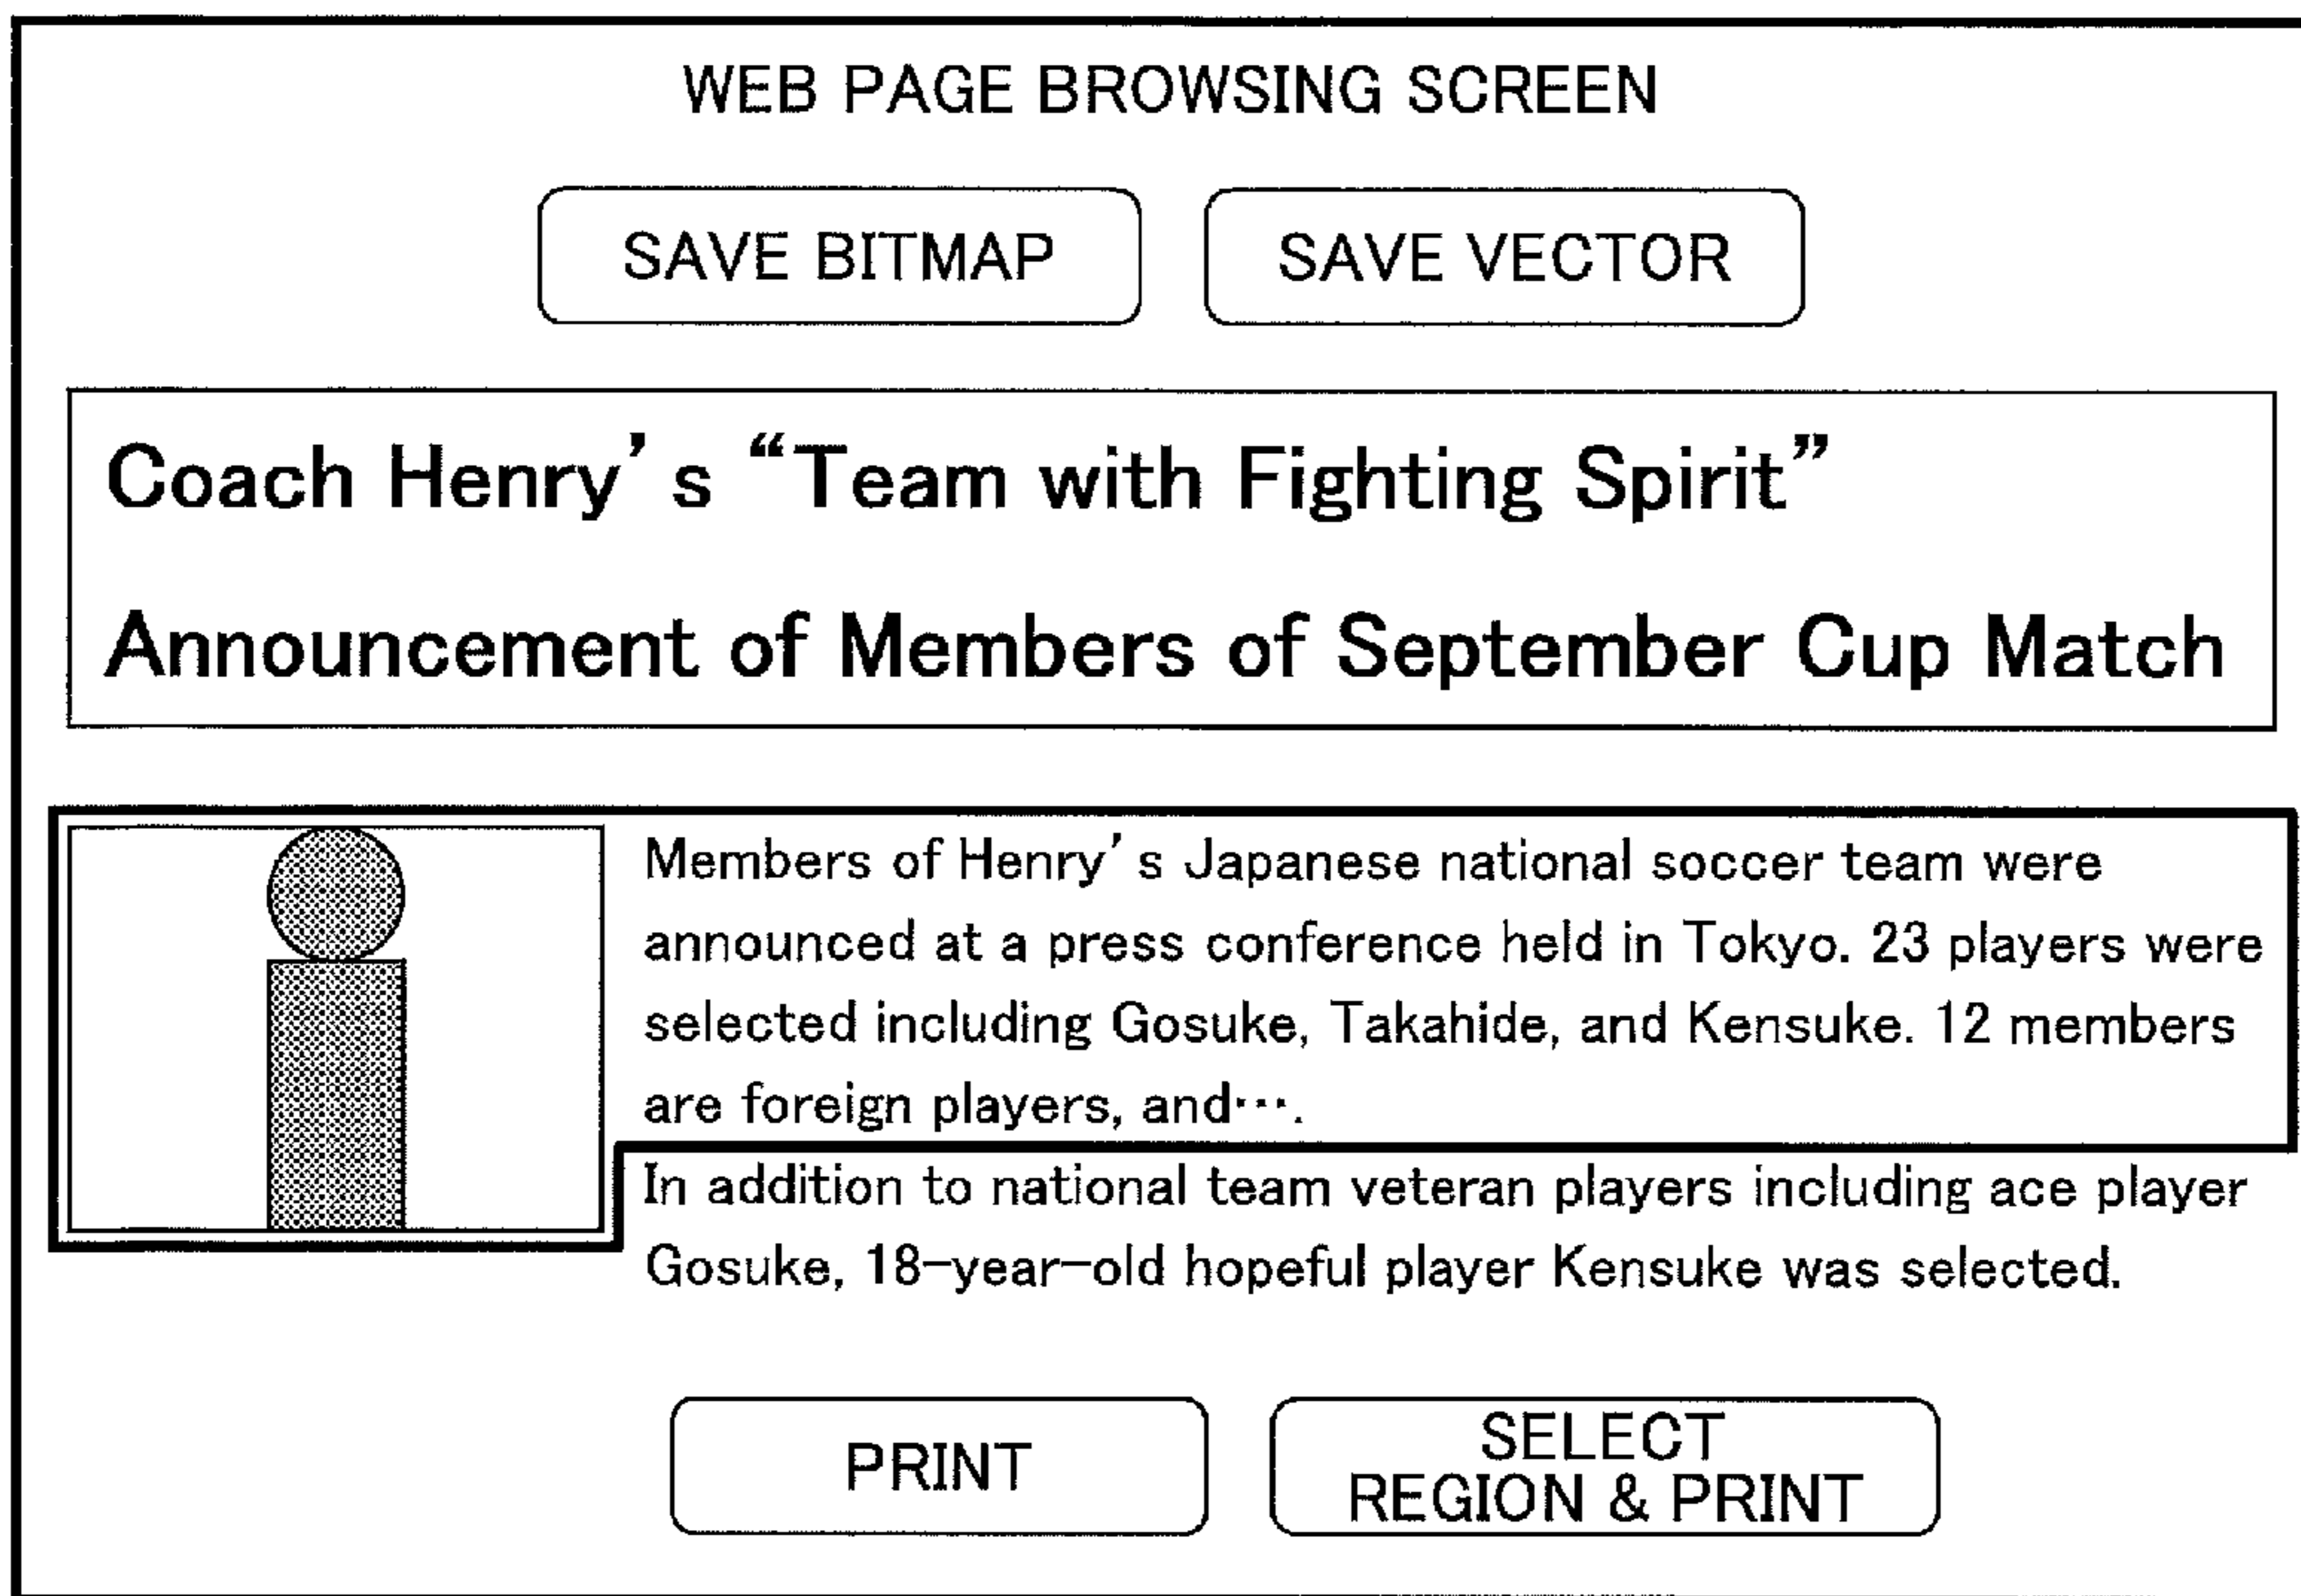 WEB PAGE BROWSING SCREEN
SAVE BITMAP
SAVE VECTOR
Coach Henry's “Team with Fighting Spirit”
Announcement of Members of September Cup Match
Members of Henry's Japanese national soccer team were
announced at a press conference held in Tokyo. 23 players were
selected including Gosuke, Takahide, and Kensuke. 12 members
are foreign players, and….
In addition to national team veteran players including ace player
Gosuke, 18-year-old hopeful player Kensuke was selected.
PRINT
SELECT
REGION & PRINT